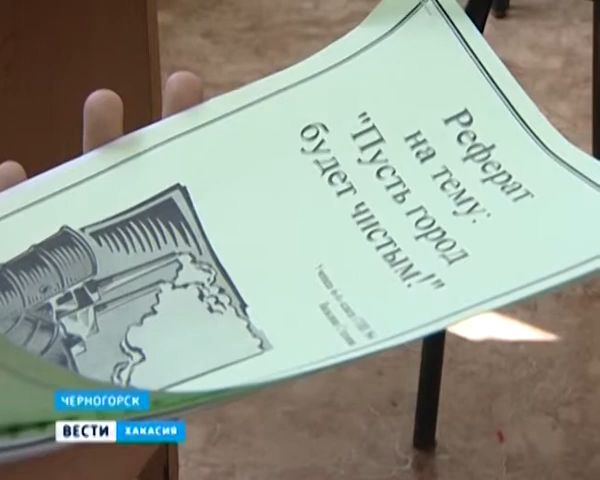 Реферат
на тему:
"Пусть город
будет чистым!"
ЧЕРНОГОРСК
ВЕСТИ ХАКАСИЯ